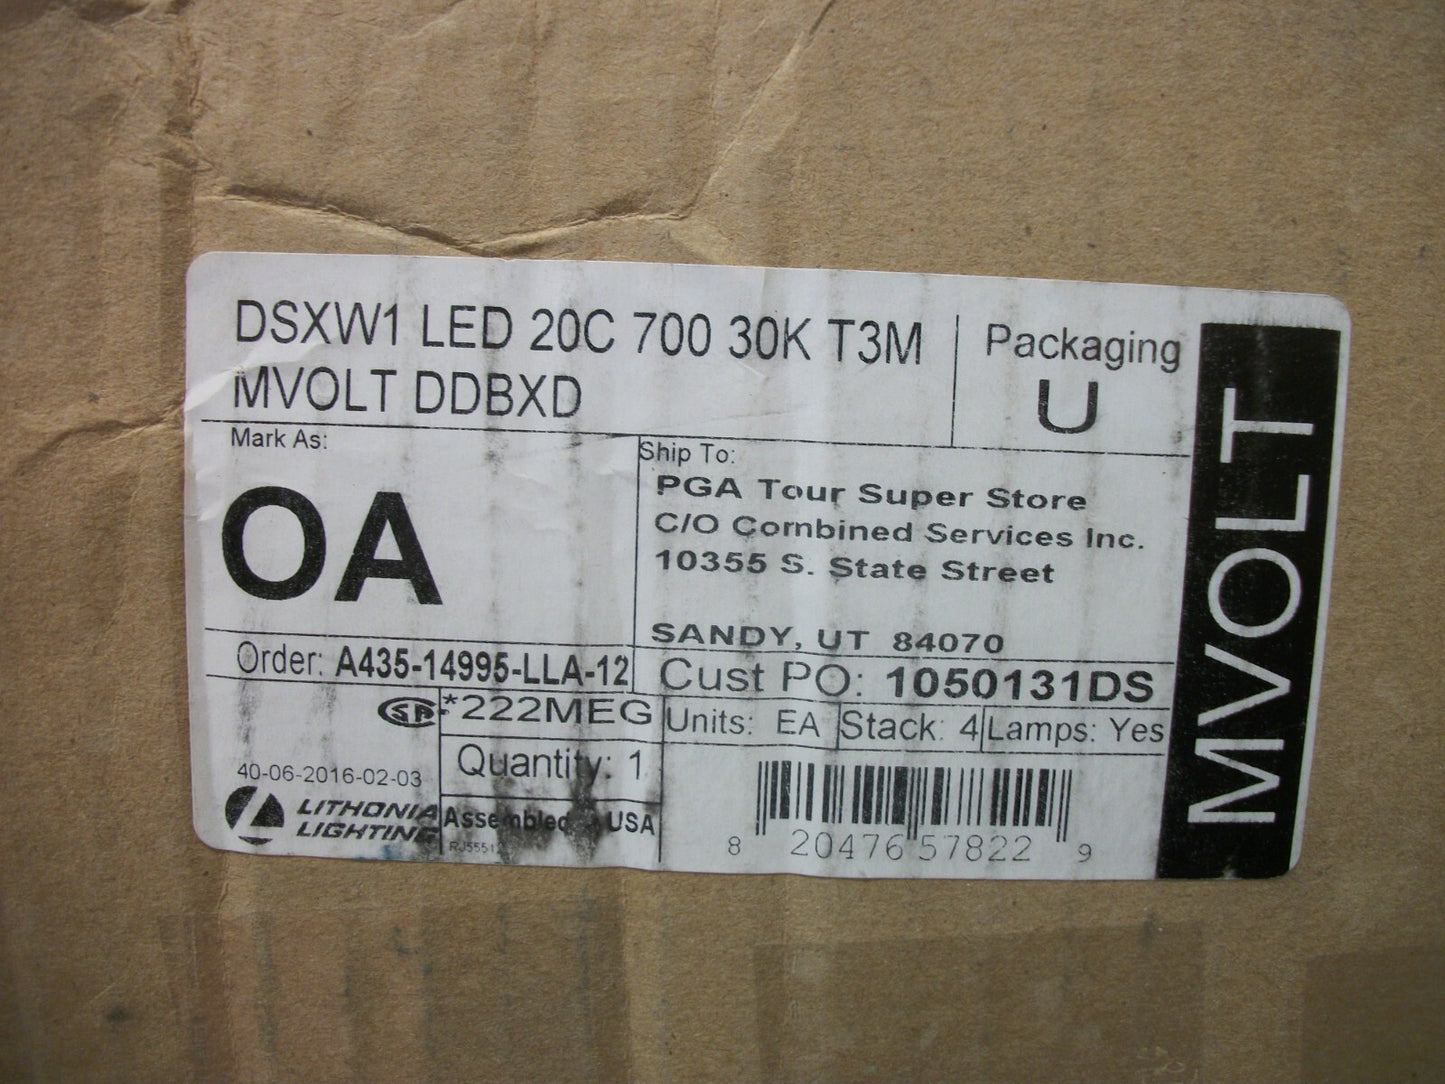 DSXW1 LED 20C 700 30K T3M
MVOLT DDBXD
Packaging
U
MVOLT
Mark As:
OA
Ship To:
PGA Tour Super Store
C/O Combined Services Inc.
10355 S. State Street
SANDY, UT 84070
Order: A435-14995-LLA-12
Cust PO: 1050131DS
*222MEG
Units: EA
Stack: 4
Lamps: Yes
Quantity: 1
40-06-2016-02-03
LITHONIA
LIGHTING
Assembled USA
8 20476 57822 9